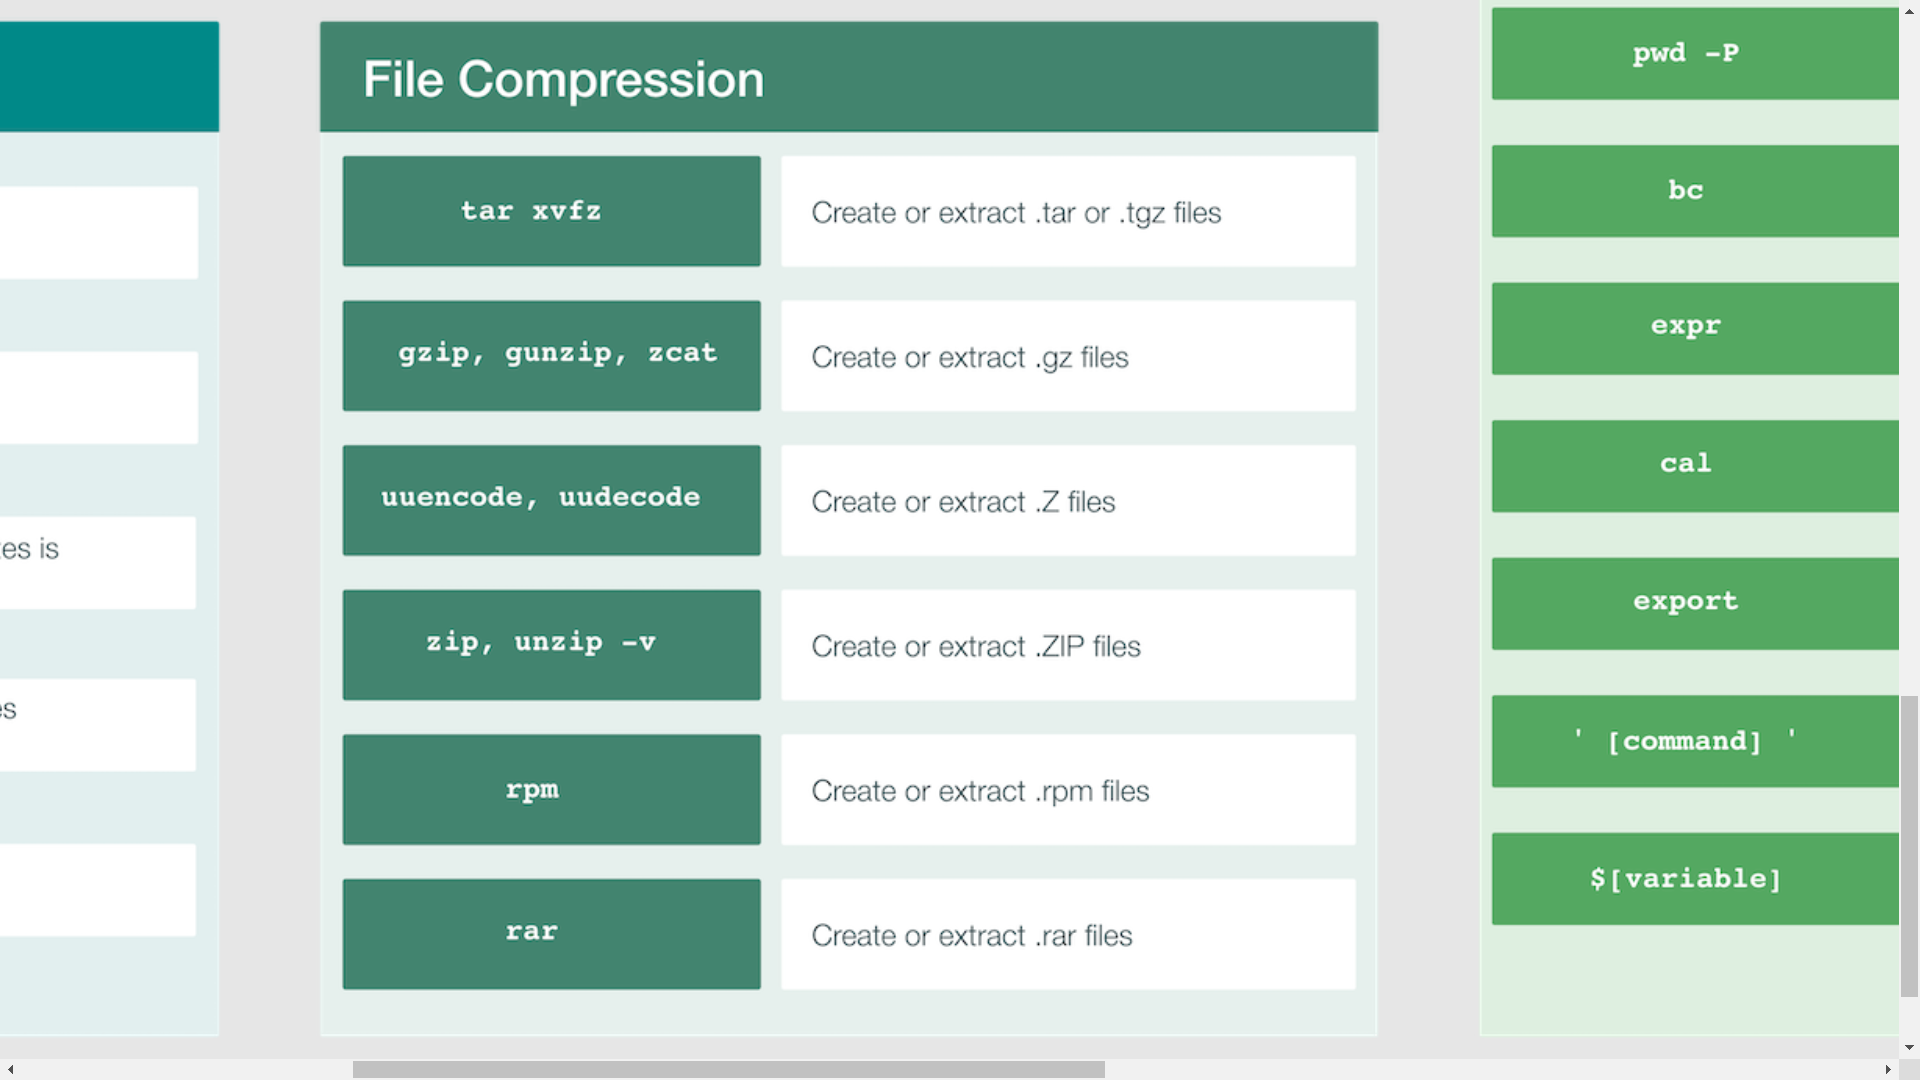 File Compression
tar xvfz
Create or extract .tar or .tgz files
gzip, gunzip, zcat
Create or extract .gz files
uuencode, uudecode
Create or extract .Z files
zip, unzip -v
Create or extract .ZIP files
rpm
Create or extract .rpm files
rar
Create or extract .rar files
is
pwd -P
bc
expr
cal
export
' [command] '
$[variable]